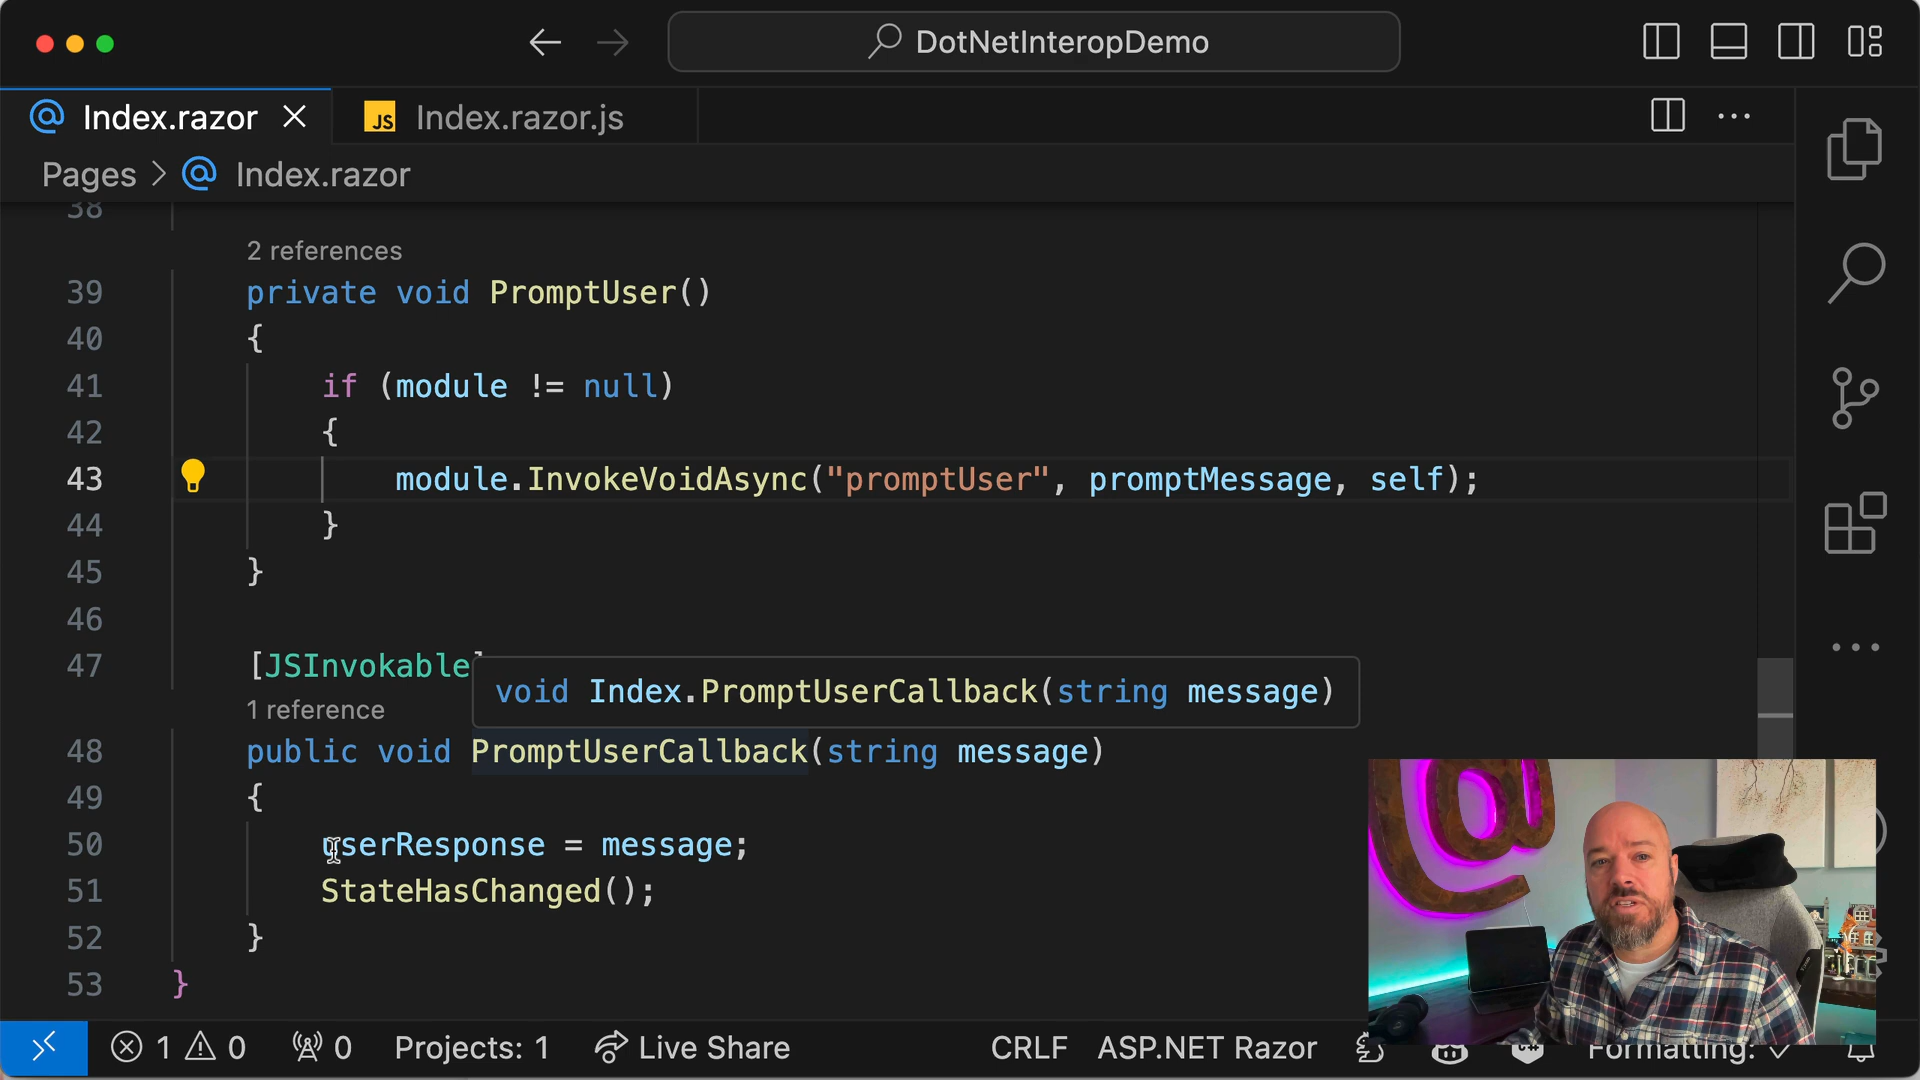 DotNetInteropDemo
Index.razor
JS Index.razor.js
Pages > Index.razor
38
2 references
39 private void PromptUser()
40 {
41 if (module != null)
42 {
43 module.InvokeVoidAsync("promptUser", promptMessage, self);
44 }
45 }
46
47 [JSInvokable]
void Index.PromptUserCallback(string message)
1 reference
48 public void PromptUserCallback(string message)
49 {
50 userResponse = message;
51 StateHasChanged();
52 }
53 }
1 0 0 Projects: 1 Live Share CRLF ASP.NET Razor Formatting: